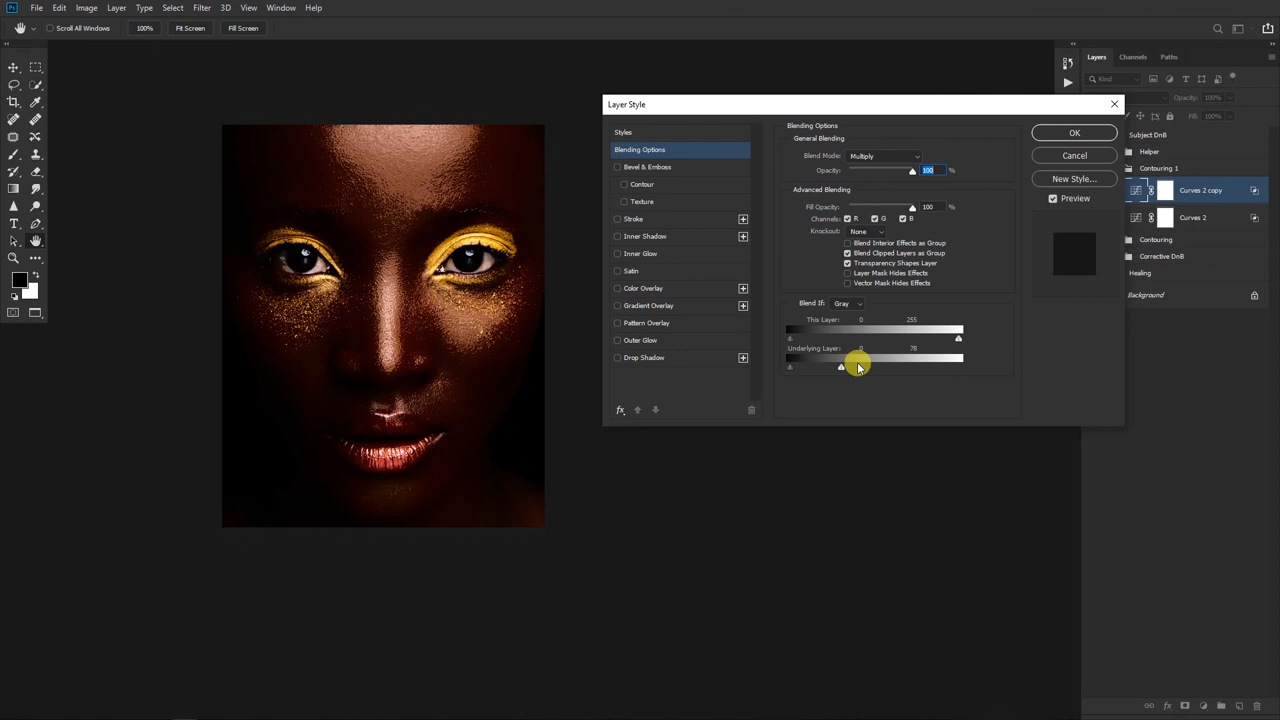 Ps File Edit Image Layer Type Select Filter 3D View Window Help
Scroll All Windows 100% Fit Screen Fill Screen
Layers Channels Paths
Kind
Opacity: 100%
Fill: 100%
Subject DnB
Helper
Contouring 1
Curves 2 copy
Curves 2
Contouring
Corrective DnB
Healing
Background
Layer Style
Styles
Blending Options
Bevel & Emboss
Contour
Texture
Stroke
Inner Shadow
Inner Glow
Satin
Color Overlay
Gradient Overlay
Pattern Overlay
Outer Glow
Drop Shadow
fx
Blending Options
General Blending
Blend Mode: Multiply
Opacity: 100 %
Advanced Blending
Fill Opacity: 100 %
Channels: R G B
Knockout: None
Blend Interior Effects as Group
Blend Clipped Layers as Group
Transparency Shapes Layer
Layer Mask Hides Effects
Vector Mask Hides Effects
Blend If: Gray
This Layer: 0 255
Underlying Layer: 0 78
OK
Cancel
New Style...
Preview
fx